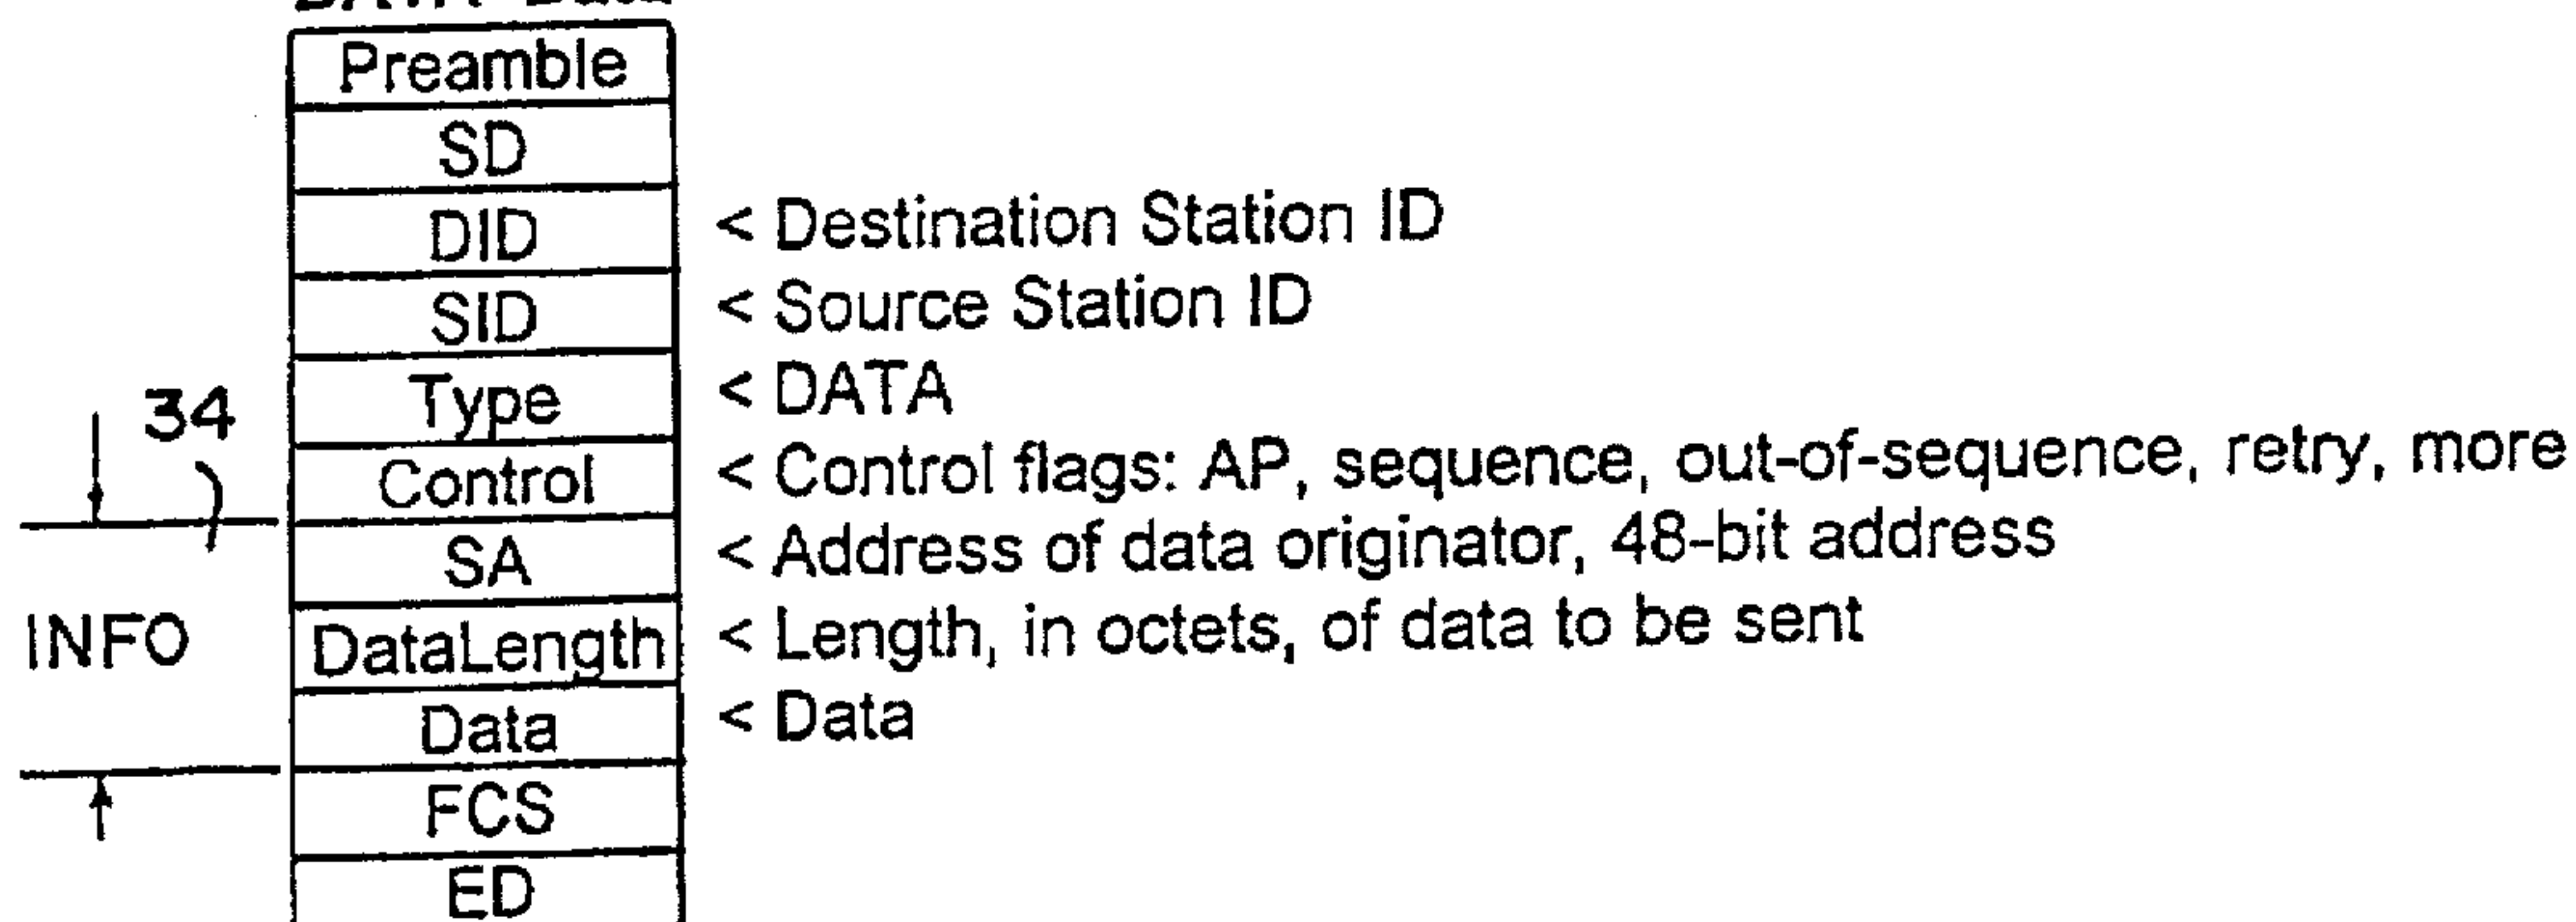 Preamble
SD
DID < Destination Station ID
SID < Source Station ID
34 Type < DATA
Control < Control flags: AP, sequence, out-of-sequence, retry, more
SA < Address of data originator, 48-bit address
INFO DataLength < Length, in octets, of data to be sent
Data < Data
FCS
ED